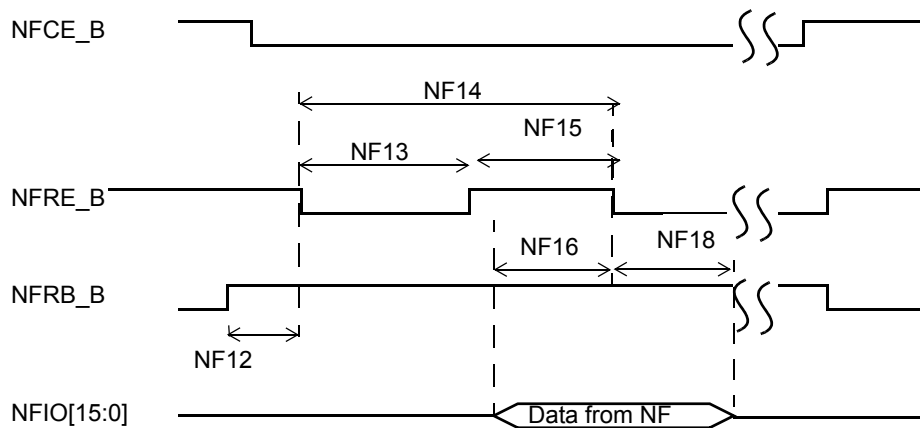 NFCE_B
NF14
NF15
NF13
NFRE_B
NF16
NF18
NFRB_B
NF12
NFIO[15:0]
Data from NF